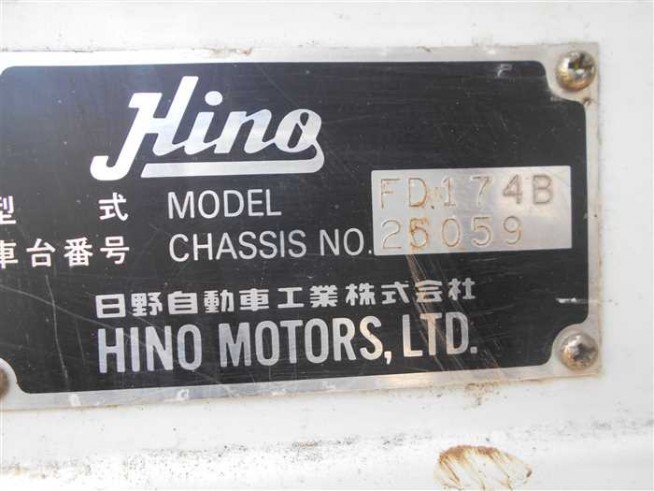 Hino
型 式 MODEL FD174B
車台番号 CHASSIS NO. 25059
日野自動車工業株式会社
HINO MOTORS, LTD.